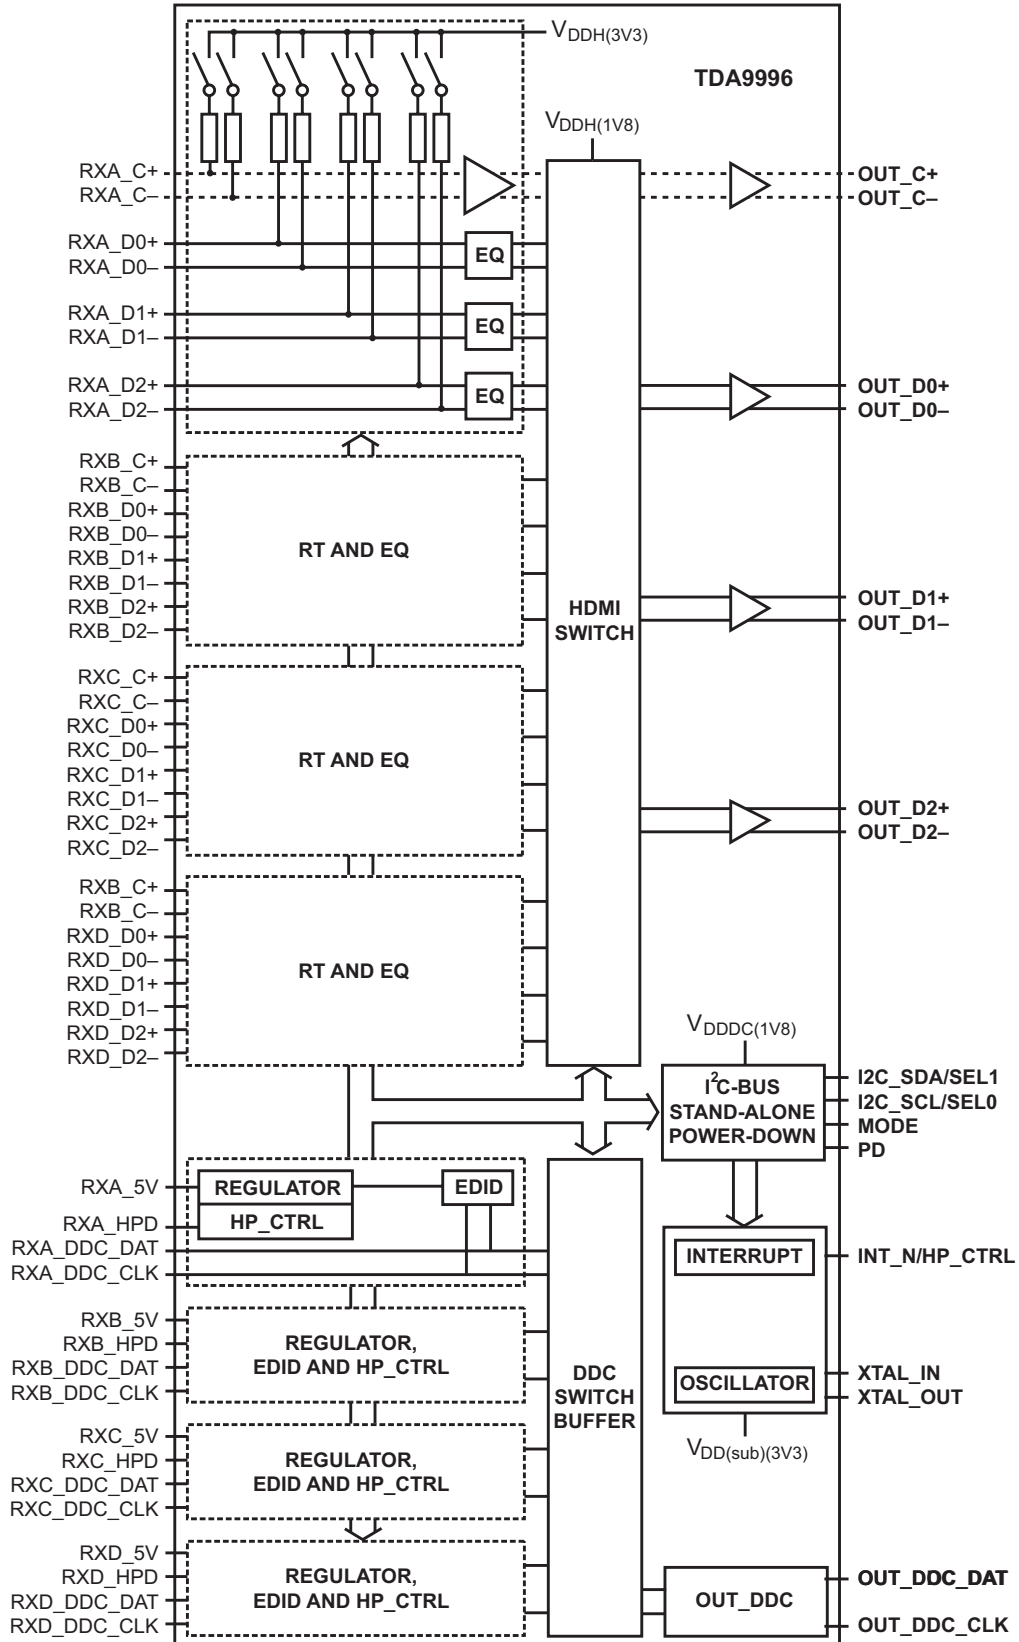 VDDH(3V3)
TDA9996
VDDH(1V8)
RXA_C+
RXA_C–
OUT_C+
OUT_C–
RXA_D0+
RXA_D0–
EQ
RXA_D1+
RXA_D1–
EQ
RXA_D2+
RXA_D2–
EQ
OUT_D0+
OUT_D0–
RXB_C+
RXB_C–
RXB_D0+
RXB_D0–
RXB_D1+
RXB_D1–
RXB_D2+
RXB_D2–
RT AND EQ
HDMI
SWITCH
OUT_D1+
OUT_D1–
RXC_C+
RXC_C–
RXC_D0+
RXC_D0–
RXC_D1+
RXC_D1–
RXC_D2+
RXC_D2–
RT AND EQ
OUT_D2+
OUT_D2–
RXB_C+
RXB_C–
RXD_D0+
RXD_D0–
RXD_D1+
RXD_D1–
RXD_D2+
RXD_D2–
RT AND EQ
VDDDC(1V8)
I2C-BUS
STAND-ALONE
POWER-DOWN
I2C_SDA/SEL1
I2C_SCL/SEL0
MODE
PD
RXA_5V
RXA_HPD
RXA_DDC_DAT
RXA_DDC_CLK
REGULATOR
HP_CTRL
EDID
INTERRUPT
INT_N/HP_CTRL
RXB_5V
RXB_HPD
RXB_DDC_DAT
RXB_DDC_CLK
REGULATOR,
EDID AND HP_CTRL
DDC
SWITCH
BUFFER
OSCILLATOR
XTAL_IN
XTAL_OUT
VDD(sub)(3V3)
RXC_5V
RXC_HPD
RXC_DDC_DAT
RXC_DDC_CLK
REGULATOR,
EDID AND HP_CTRL
RXD_5V
RXD_HPD
RXD_DDC_DAT
RXD_DDC_CLK
REGULATOR,
EDID AND HP_CTRL
OUT_DDC
OUT_DDC_DAT
OUT_DDC_CLK